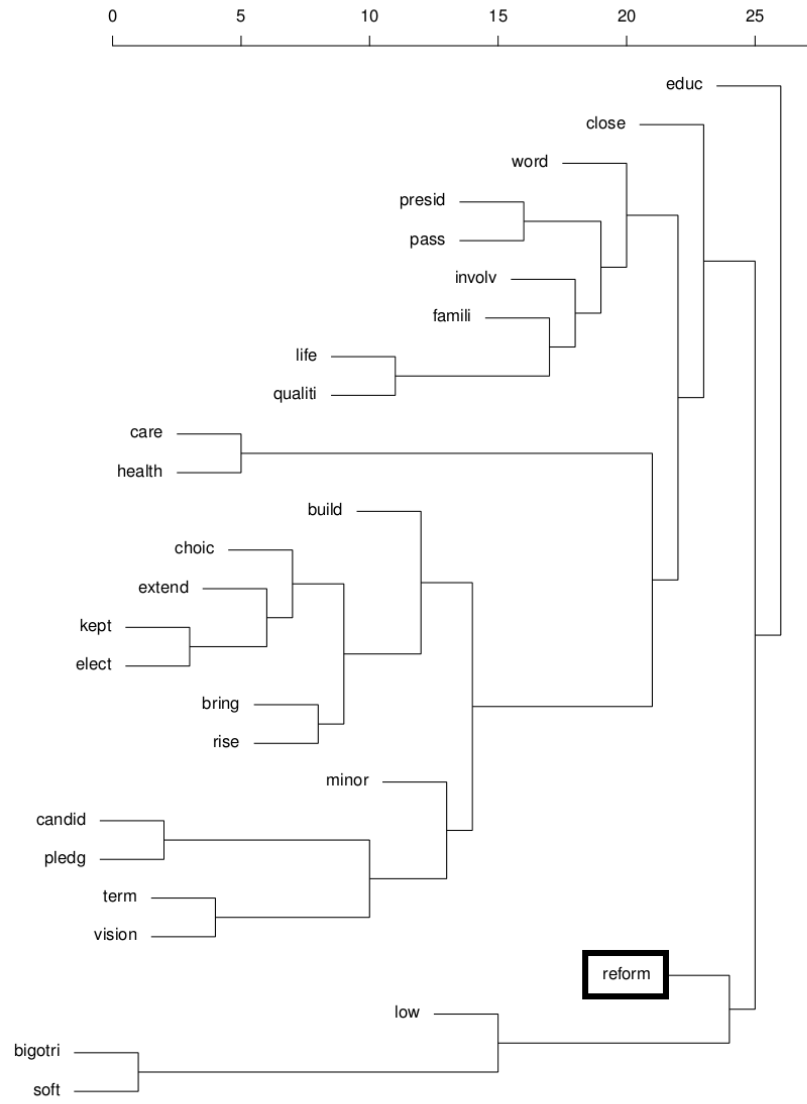 0 5 10 15 20 25
educ
close
word
presid
pass
involv
famili
life
qualiti
care
health
build
choic
extend
kept
elect
bring
rise
minor
candid
pledg
term
vision
reform
low
bigotri
soft